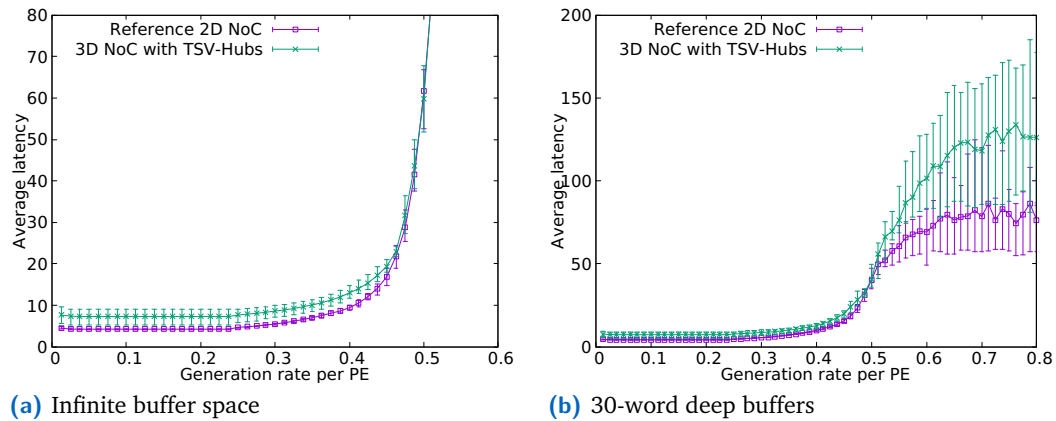 80
70
60
50
40
30
20
10
0
Average latency
Reference 2D NoC
3D NoC with TSV-Hubs
0 0.1 0.2 0.3 0.4 0.5 0.6
Generation rate per PE
(a) Infinite buffer space
200
150
100
50
0
Average latency
Reference 2D NoC
3D NoC with TSV-Hubs
0 0.1 0.2 0.3 0.4 0.5 0.6 0.7 0.8
Generation rate per PE
(b) 30-word deep buffers